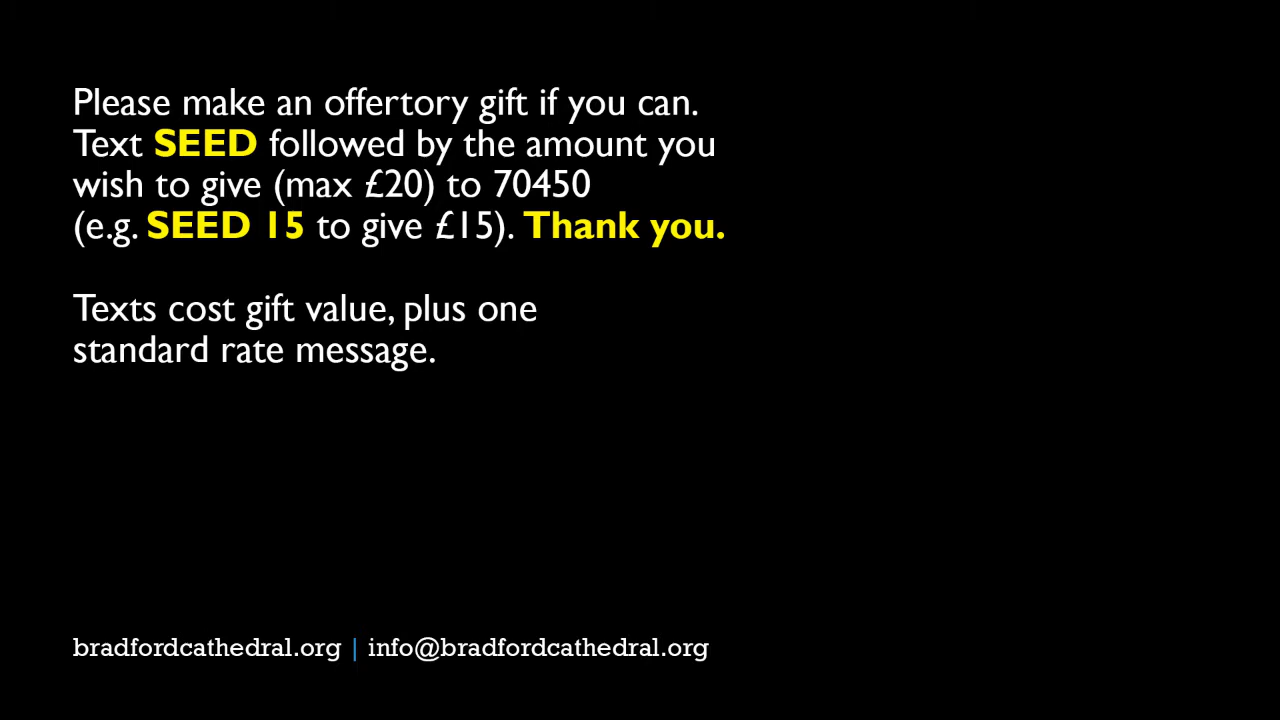 Please make an offertory gift if you can.
Text SEED followed by the amount you
wish to give (max £20) to 70450
(e.g. SEED 15 to give £15). Thank you.
Texts cost gift value, plus one
standard rate message.
bradfordcathedral.org | info@bradfordcathedral.org